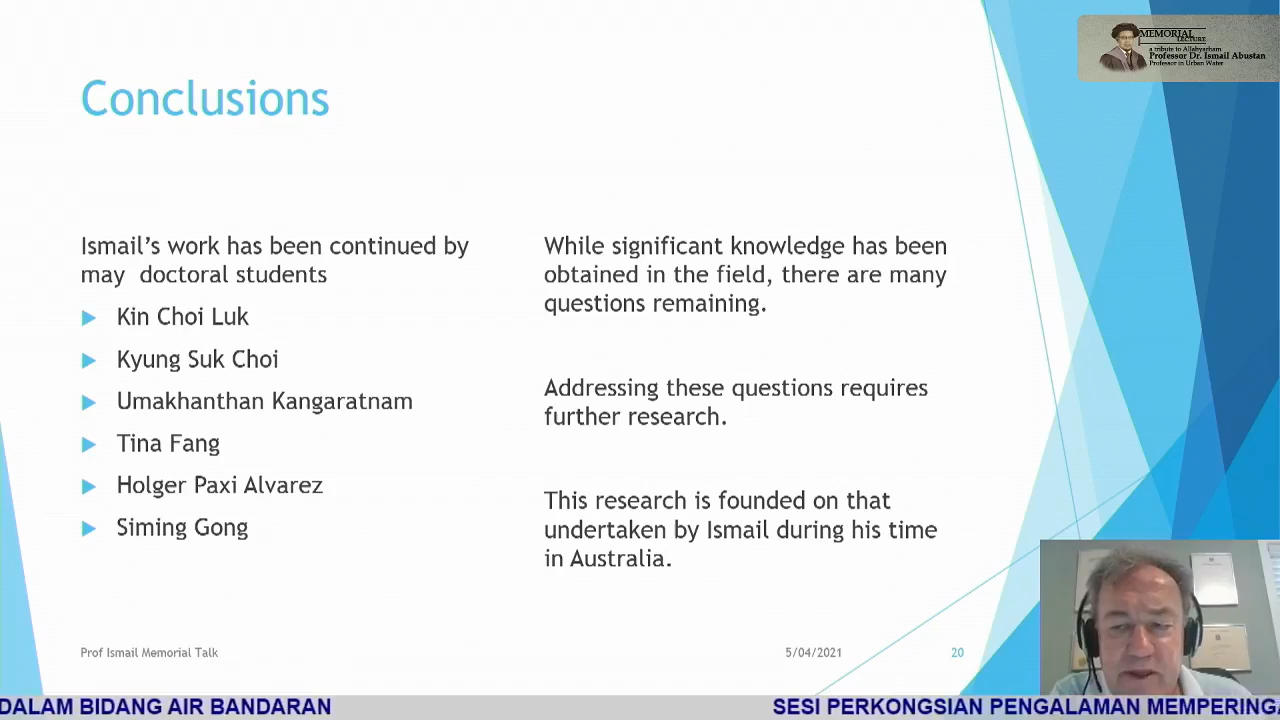 Conclusions
MEMORIAL
LECTURE
a tribute to Allahyarham
Professor Dr. Ismail Abustan
Professor in Urban Water
Ismail’s work has been continued by
may doctoral students
Kin Choi Luk
Kyung Suk Choi
Umakhanthan Kangaratnam
Tina Fang
Holger Paxi Alvarez
Siming Gong
While significant knowledge has been
obtained in the field, there are many
questions remaining.
Addressing these questions requires
further research.
This research is founded on that
undertaken by Ismail during his time
in Australia.
Prof Ismail Memorial Talk
5/04/2021
20
DALAM BIDANG AIR BANDARAN
SESI PERKONGSIAN PENGALAMAN MEMPERINGA